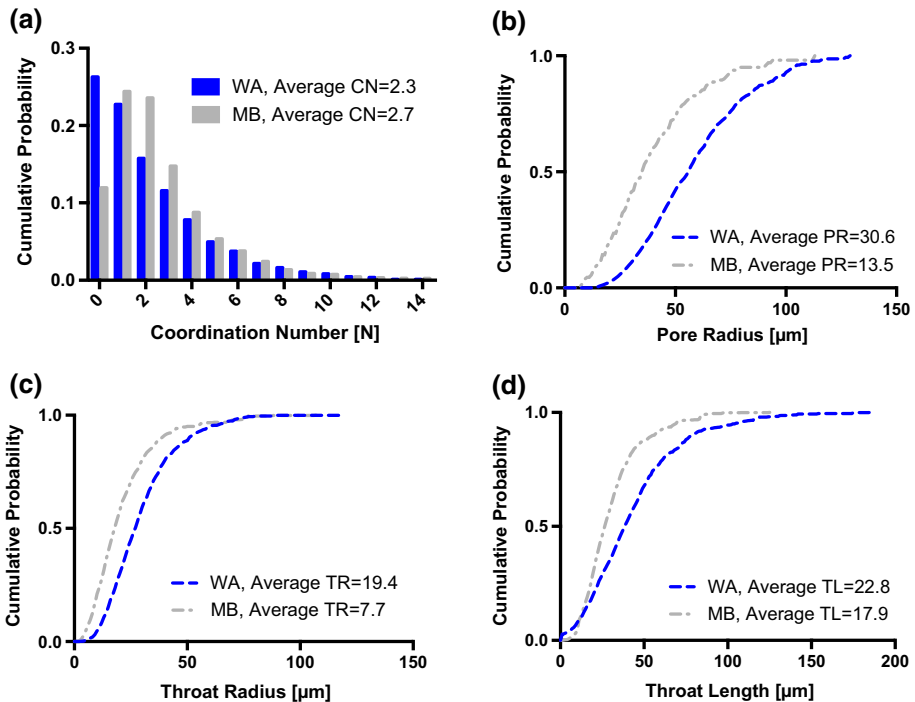 (a)
Cumulative Probability
0.3
0.2
0.1
0.0
WA, Average CN=2.3
MB, Average CN=2.7
0 2 4 6 8 10 12 14
Coordination Number [N]
(b)
Cumulative Probability
1.0
0.5
0.0
WA, Average PR=30.6
MB, Average PR=13.5
0 50 100 150
Pore Radius [µm]
(c)
Cumulative Probability
1.0
0.5
0.0
WA, Average TR=19.4
MB, Average TR=7.7
0 50 100 150
Throat Radius [µm]
(d)
Cumulative Probability
1.0
0.5
0.0
WA, Average TL=22.8
MB, Average TL=17.9
0 50 100 150 200
Throat Length [µm]